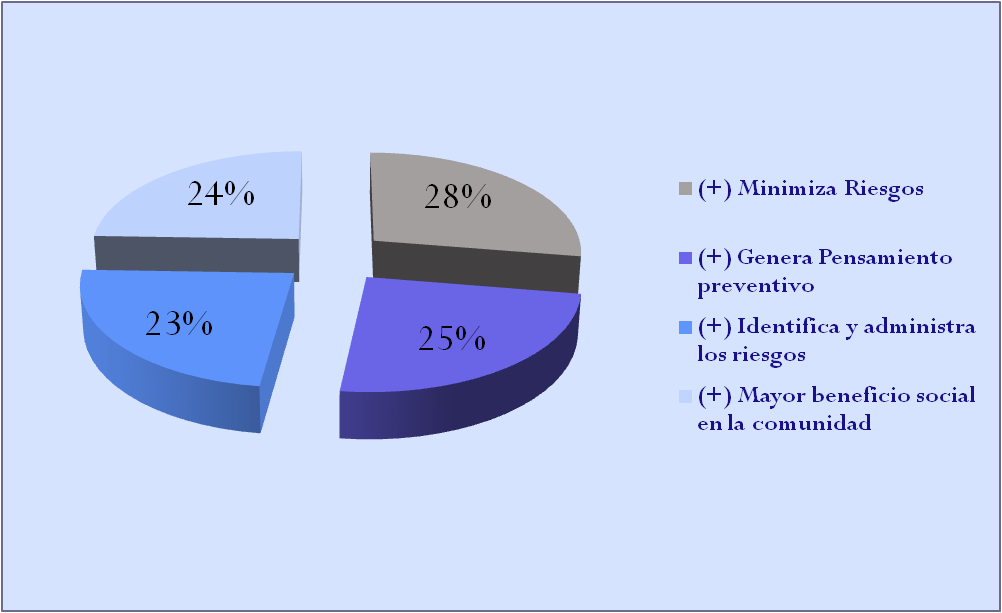 24%
28%
23%
25%
(+) Minimiza Riesgos
(+) Genera Pensamiento
preventivo
(+) Identifica y administra
los riesgos
(+) Mayor beneficio social
en la comunidad